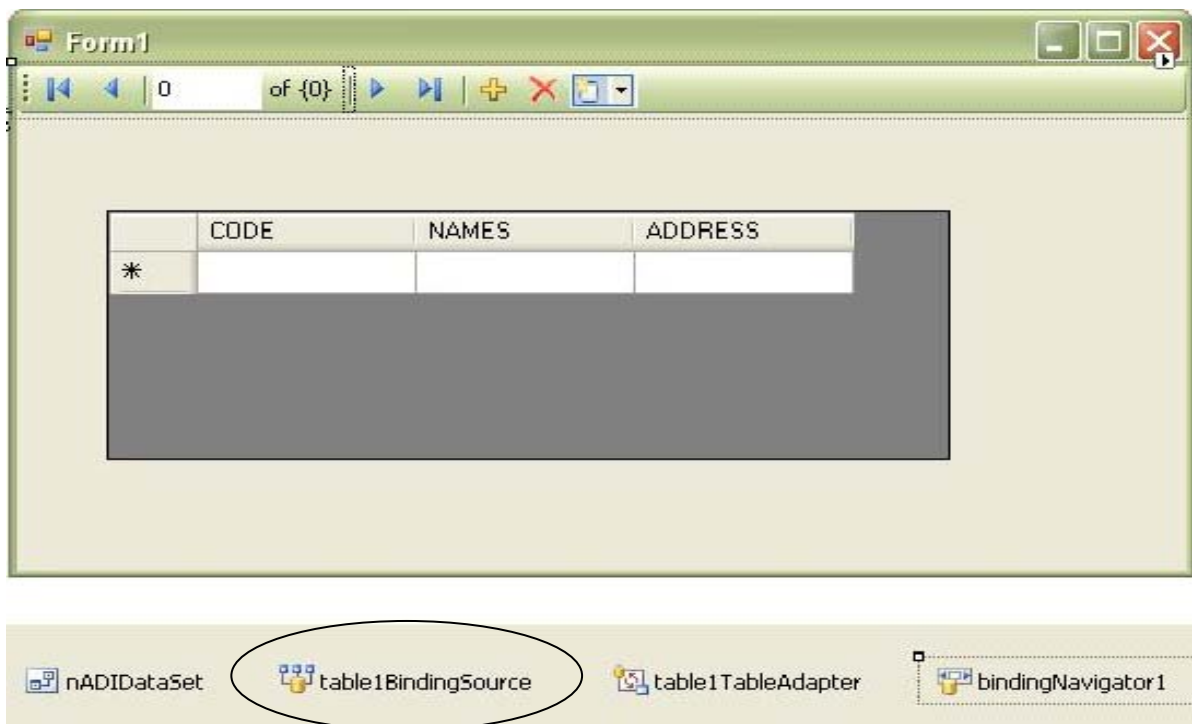 Form1
0 of {0}
CODE NAMES ADDRESS
*
nADIDataSet table1BindingSource table1TableAdapter bindingNavigator1